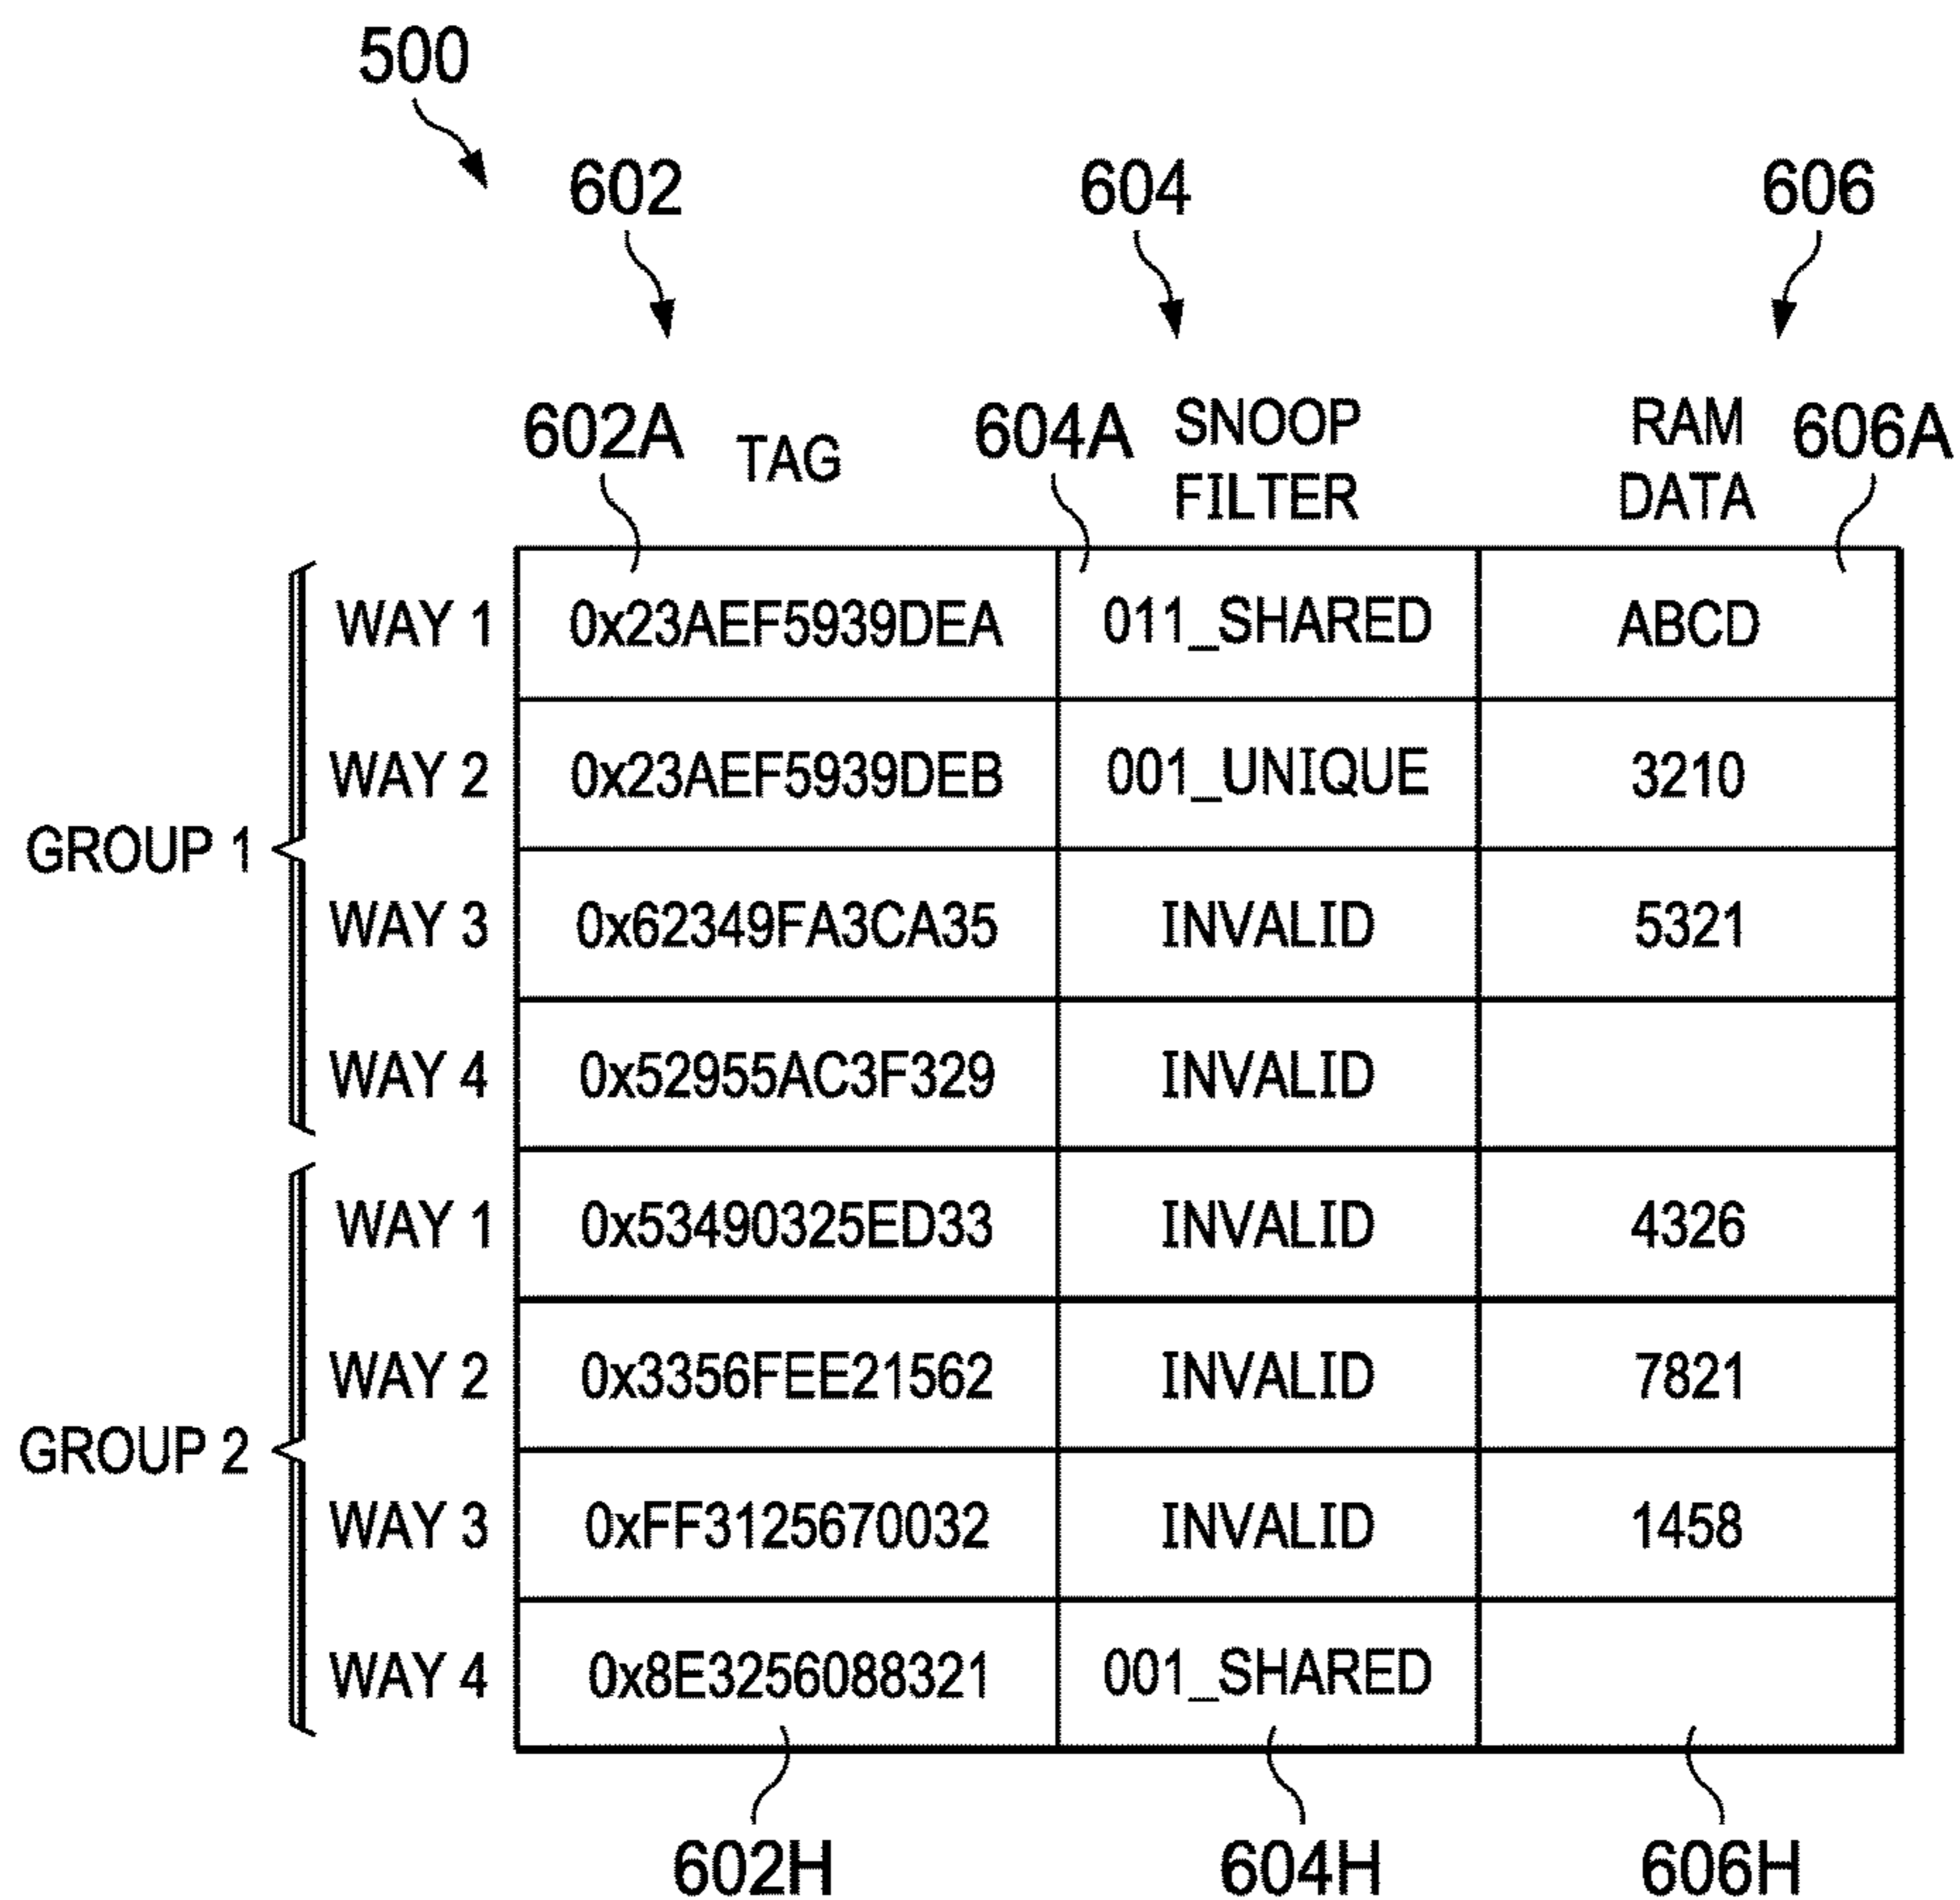 500
602 604 606
602A TAG 604A SNOOP FILTER RAM DATA 606A
WAY 1 0x23AEF5939DEA 011_SHARED ABCD
WAY 2 0x23AEF5939DEB 001_UNIQUE 3210
GROUP 1
WAY 3 0x62349FA3CA35 INVALID 5321
WAY 4 0x52955AC3F329 INVALID
WAY 1 0x53490325ED33 INVALID 4326
WAY 2 0x3356FEE21562 INVALID 7821
GROUP 2
WAY 3 0xFF3125670032 INVALID 1458
WAY 4 0x8E3256088321 001_SHARED
602H 604H 606H